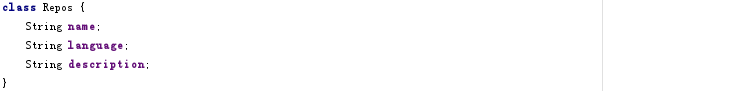 class Repos {
    String name;
    String language;
    String description;
}